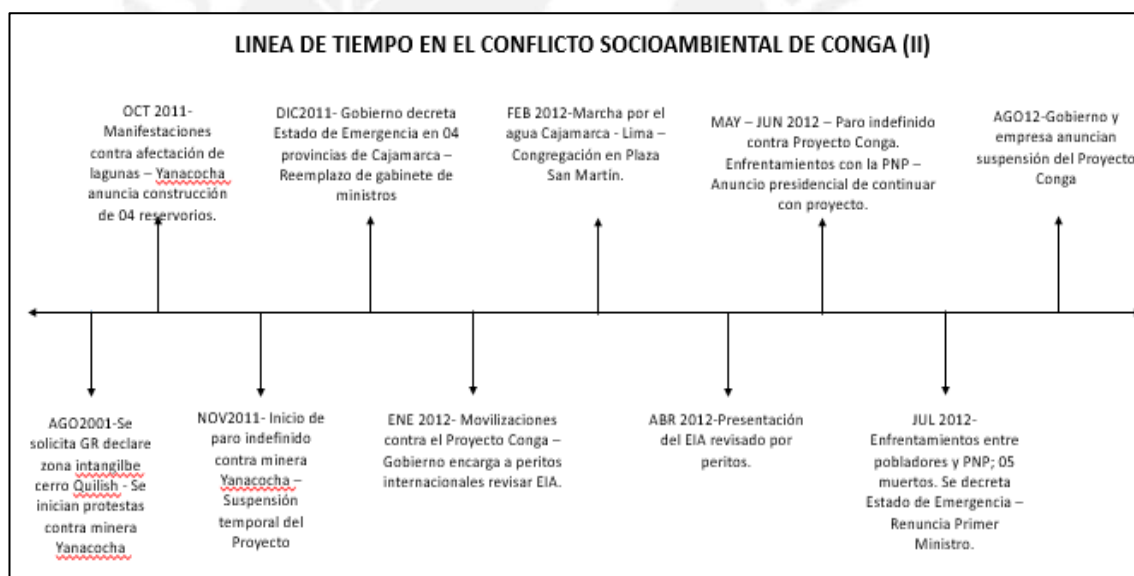 LINEA DE TIEMPO EN EL CONFLICTO SOCIOAMBIENTAL DE CONGA (II)
OCT 2011-
Manifestaciones
contra afectación de
lagunas – Yanacocha
anuncia construcción
de 04 reservorios.
DIC2011- Gobierno decreta
Estado de Emergencia en 04
provincias de Cajamarca –
Reemplazo de gabinete de
ministros
FEB 2012-Marcha por el
agua Cajamarca - Lima –
Congregación en Plaza
San Martin.
MAY – JUN 2012 – Paro indefinido
contra Proyecto Conga.
Enfrentamientos con la PNP –
Anuncio presidencial de continuar
con proyecto.
AGO12-Gobierno y
empresa anuncian
suspensión del Proyecto
Conga
AGO2001-Se
solicita GR declare
zona intangilbe
cerro Quilish - Se
inician protestas
contra minera
Yanacocha
NOV2011- Inicio de
paro indefinido
contra minera
Yanacocha –
Suspensión
temporal del
Proyecto
ENE 2012- Movilizaciones
contra el Proyecto Conga –
Gobierno encarga a peritos
internacionales revisar EIA.
ABR 2012-Presentación
del EIA revisado por
peritos.
JUL 2012-
Enfrentamientos entre
pobladores y PNP; 05
muertos. Se decreta
Estado de Emergencia –
Renuncia Primer
Ministro.